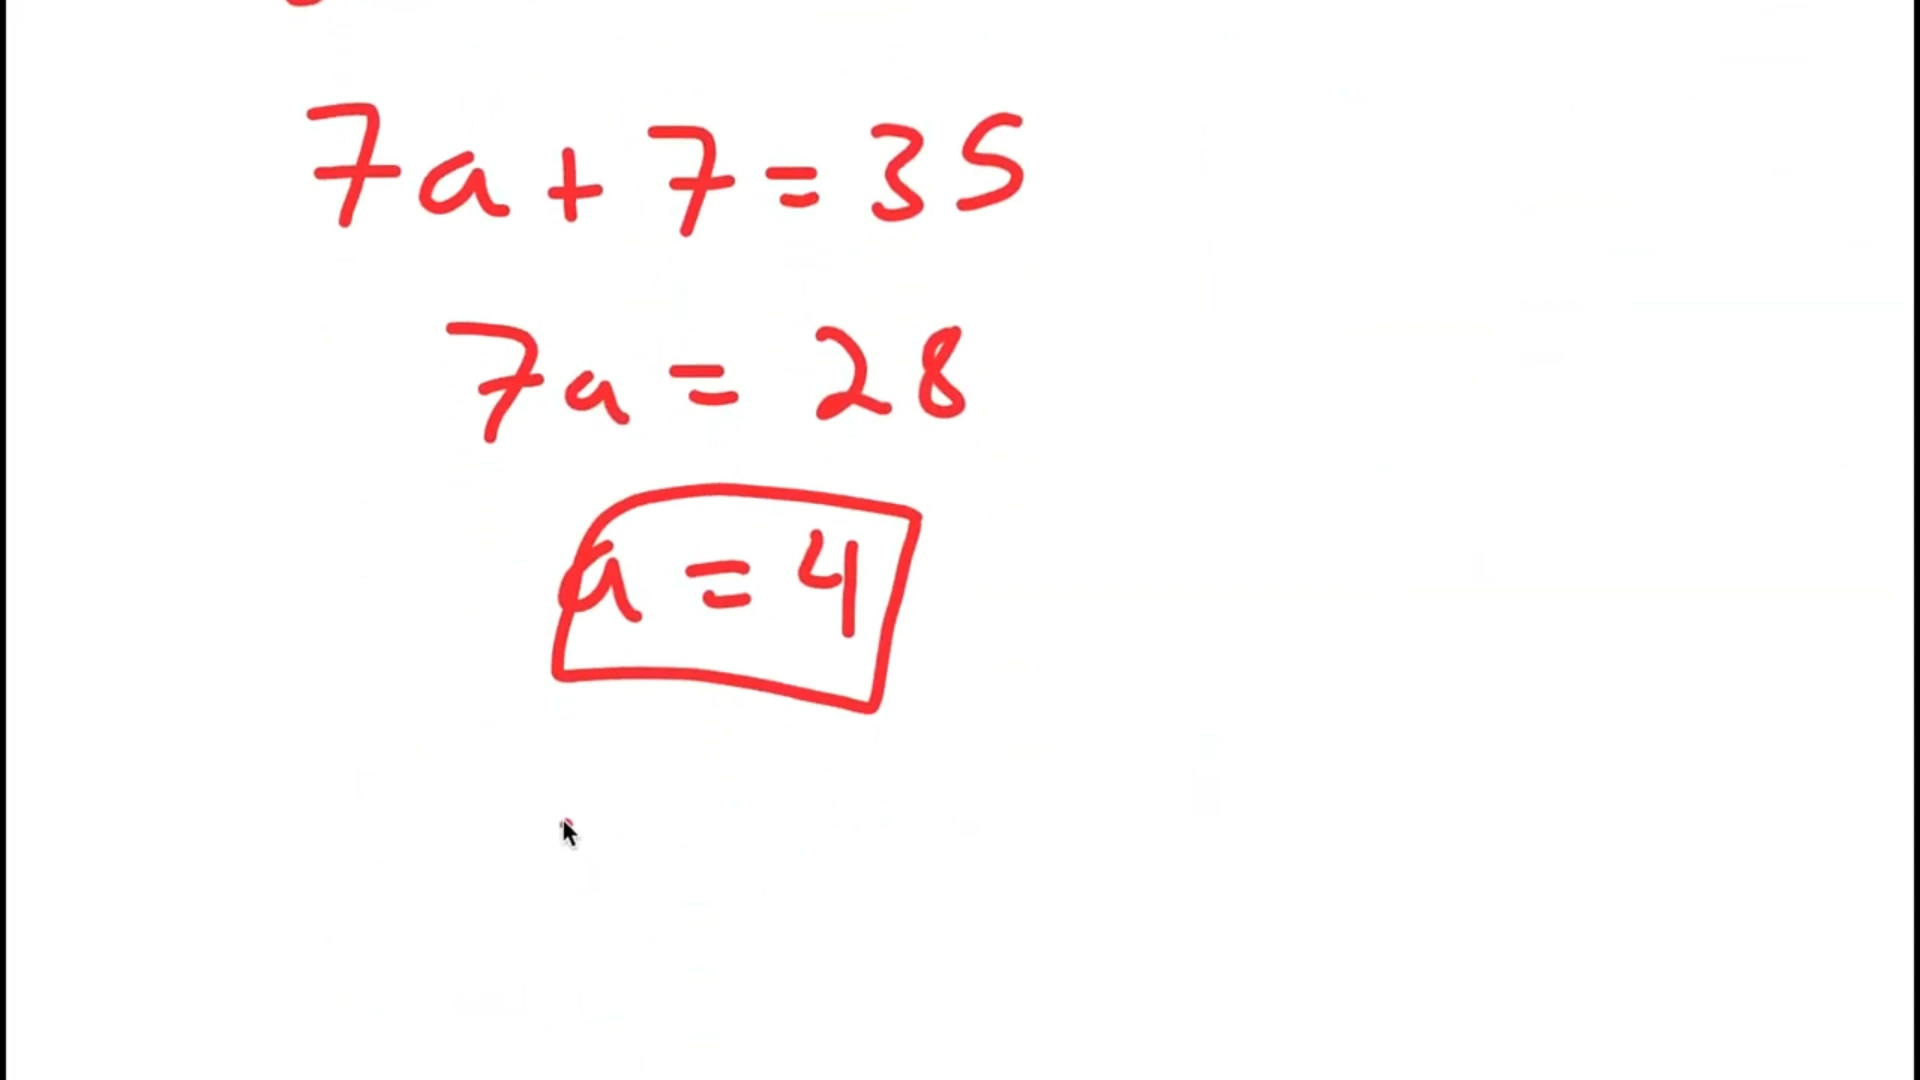 7a + 7 = 35
7a = 28
a = 4